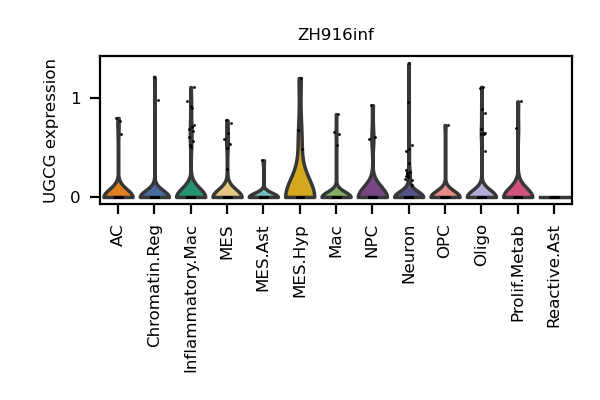 ZH916inf
UGCG expression
1
0
AC
Chromatin.Reg
Inflammatory.Mac
MES
MES.Ast
MES.Hyp
Mac
NPC
Neuron
OPC
Oligo
Prolif.Metab
Reactive.Ast